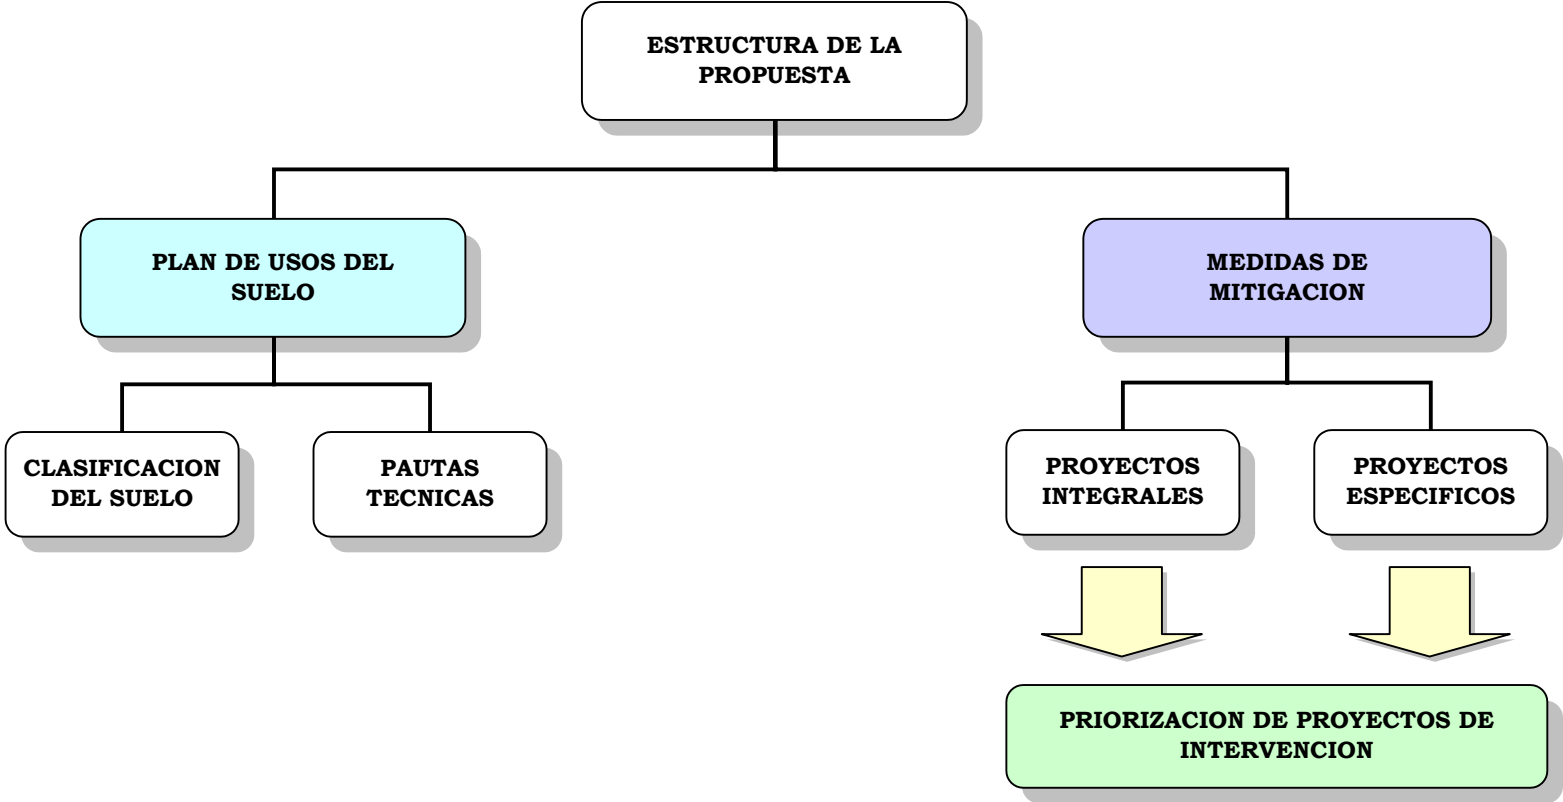 ESTRUCTURA DE LA
PROPUESTA
PLAN DE USOS DEL
SUELO
MEDIDAS DE
MITIGACION
CLASIFICACION
DEL SUELO
PAUTAS
TECNICAS
PROYECTOS
INTEGRALES
PROYECTOS
ESPECIFICOS
PRIORIZACION DE PROYECTOS DE
INTERVENCION